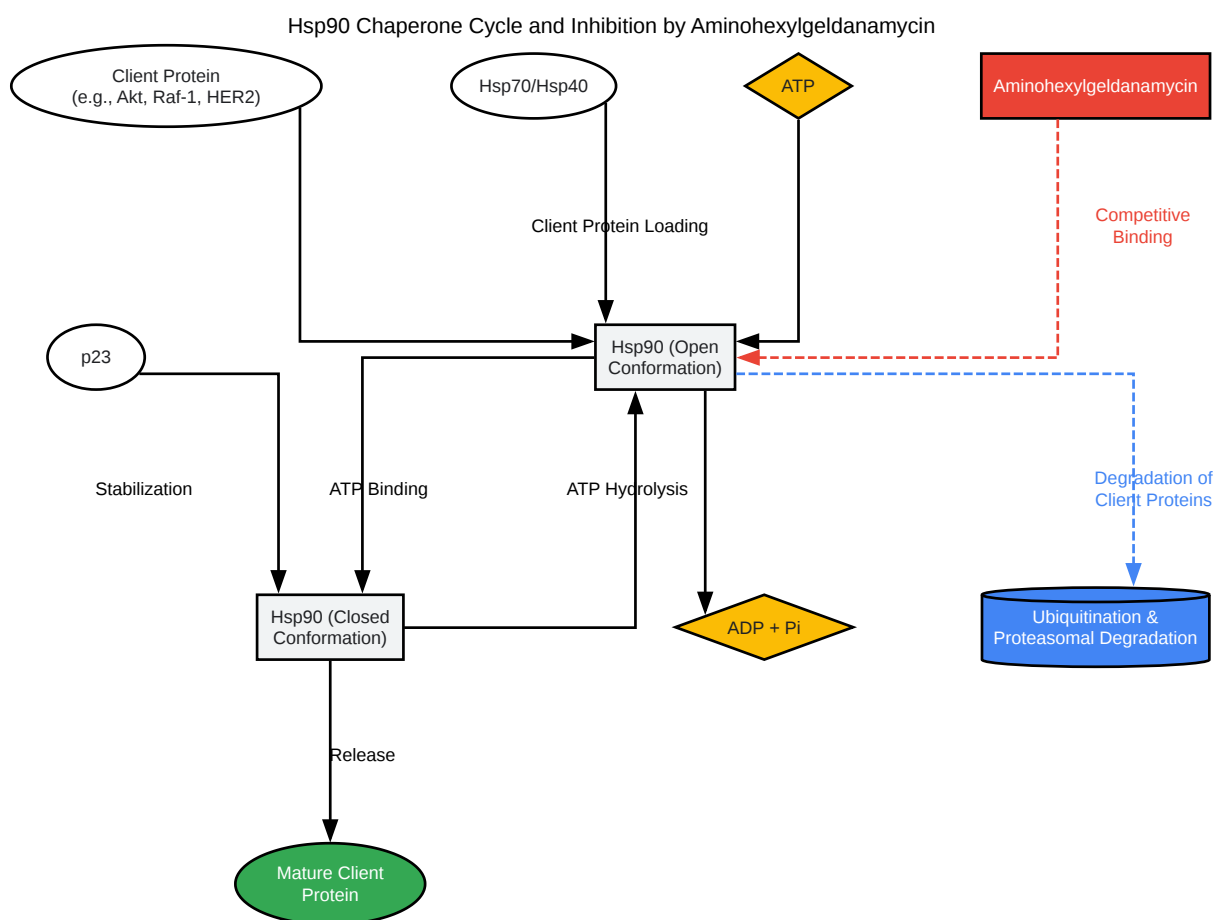 Hsp90 Chaperone Cycle and Inhibition by Aminohexylgeldanamycin
Client Protein
(e.g., Akt, Raf-1, HER2)
Hsp70/Hsp40
ATP
Aminohexylgeldanamycin
Client Protein Loading
Competitive
Binding
p23
Hsp90 (Open
Conformation)
Stabilization
ATP Binding
ATP Hydrolysis
Degradation of
Client Proteins
Hsp90 (Closed
Conformation)
ADP + Pi
Ubiquitination &
Proteasomal Degradation
Release
Mature Client
Protein